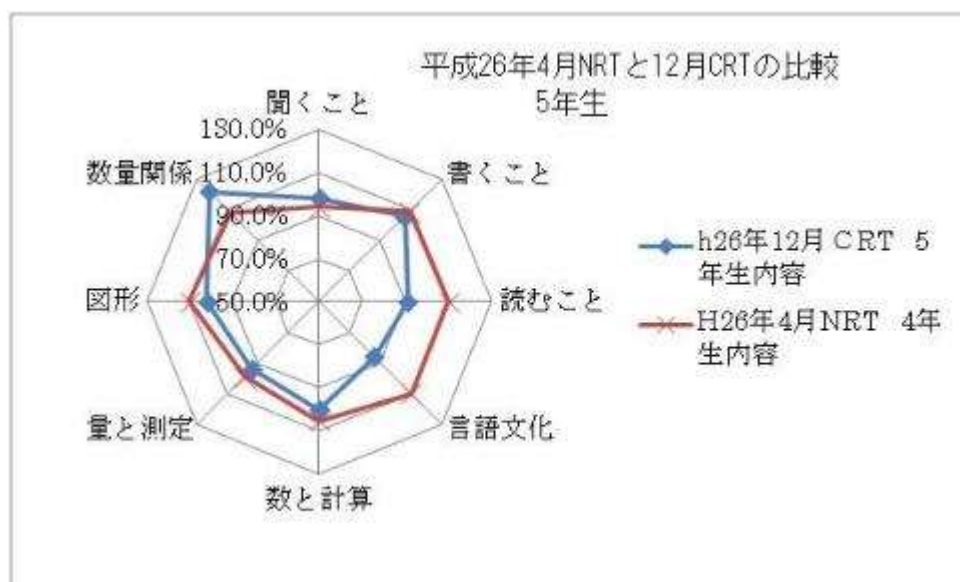 平成26年4月NRTと12月CRTの比較
5年生
聞くこと
130.0%
数量関係
110.0%
書くこと
90.0%
70.0%
図形
50.0%
読むこと
量と測定
言語文化
数と計算
h26年12月ＣＲＴ 5
年生内容
H26年4月NRT 4年
生内容